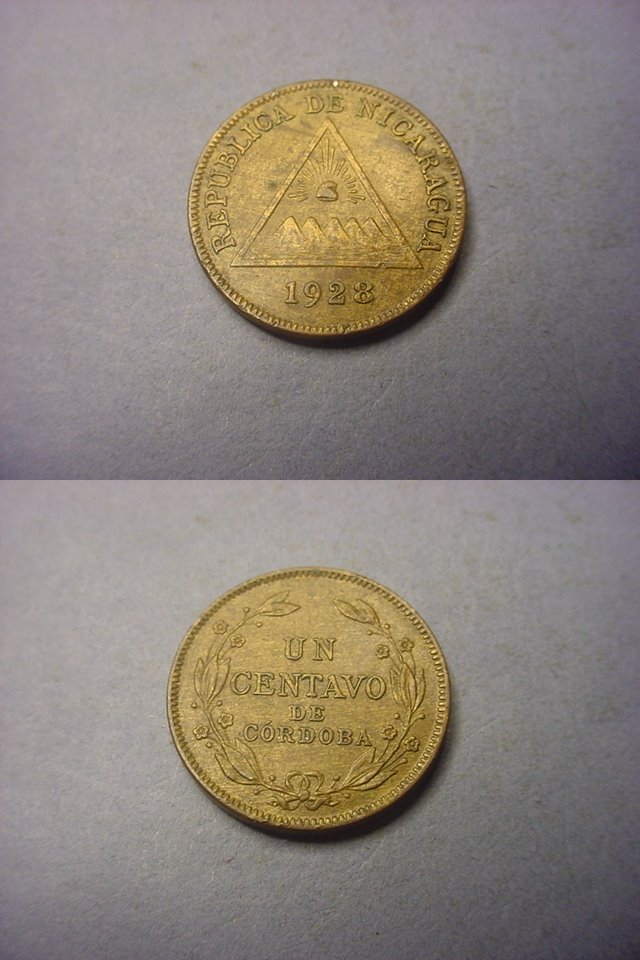 REPUBLICA DE NICARAGUA
1928
UN
CENTAVO
DE
CÓRDOBA